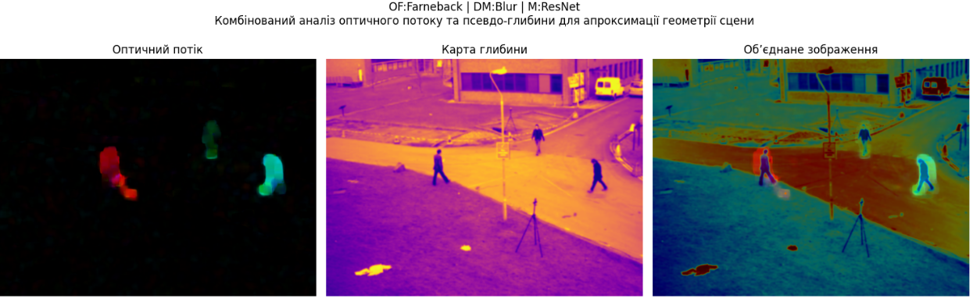 OF:Farneback | DM:Blur | M:ResNet
Комбінований аналіз оптичного потоку та псевдо-глибини для апроксимації геометрії сцени
Оптичний потік
Карта глибини
Об’єднане зображення